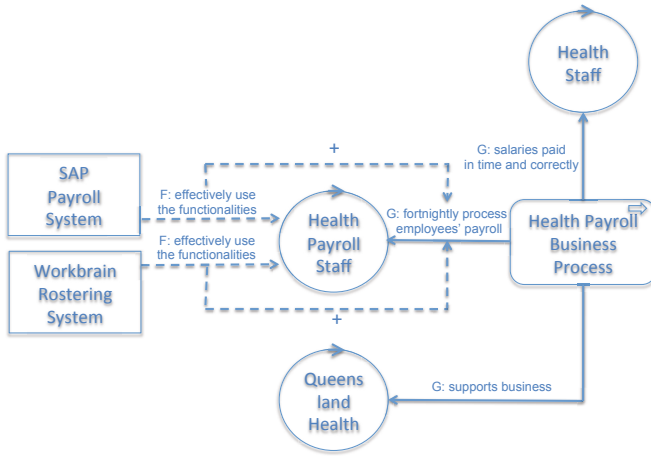 Health
Staff
G: salaries paid
in time and correctly
+
SAP
Payroll
System
F: effectively use
the functionalities
Health
Payroll
Staff
G: fortnightly process
employees' payroll
Health Payroll
Business
Process
F: effectively use
the functionalities
Workbrain
Rostering
System
+
Queens
land
Health
G: supports business